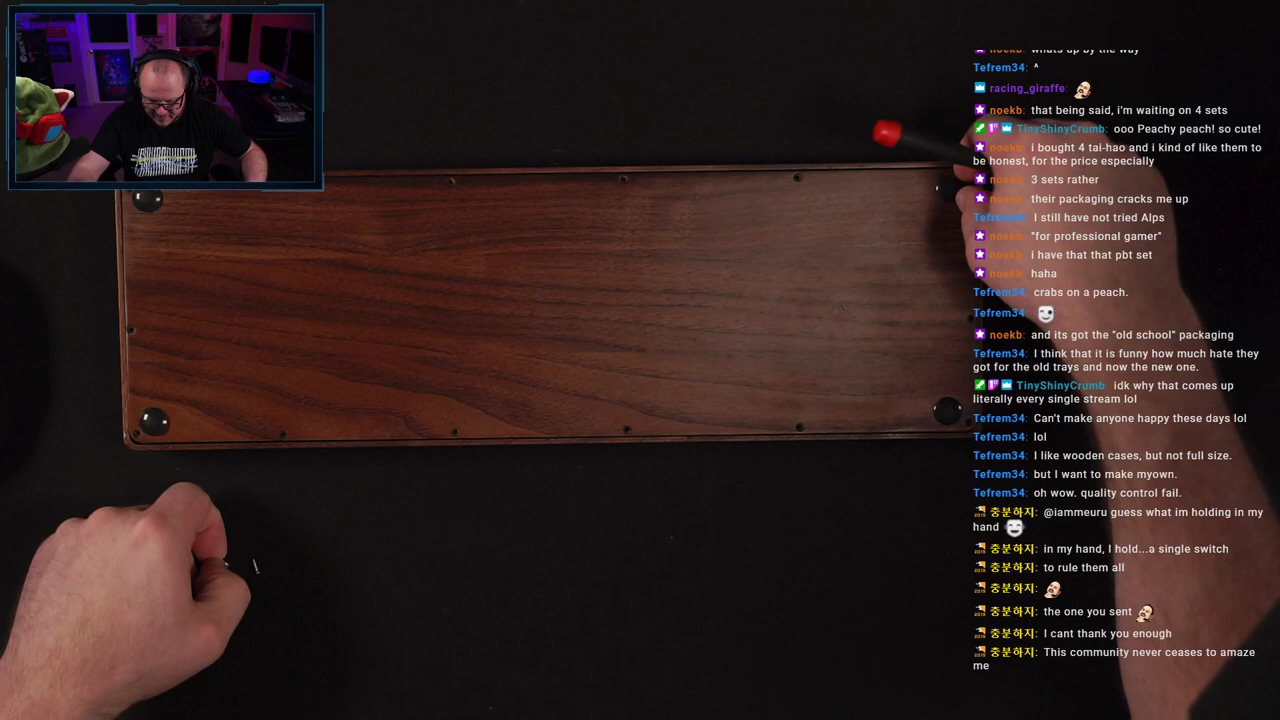 noekb: whats up by the way
Tefrem34: ^
racing_giraffe:
noekb: that being said, i'm waiting on 4 sets
TinyShinyCrumb: ooo Peachy peach! so cute!
noekb: i bought 4 tai-hao and i kind of like them to
be honest, for the price especially
noekb: 3 sets rather
noekb: their packaging cracks me up
Tefrem34: I still have not tried Alps
noekb: "for professional gamer"
noekb: i have that that pbt set
noekb: haha
Tefrem34: crabs on a peach.
Tefrem34:
noekb: and its got the "old school" packaging
Tefrem34: I think that it is funny how much hate they
got for the old trays and now the new one.
TinyShinyCrumb: idk why that comes up
literally every single stream lol
Tefrem34: Can't make anyone happy these days lol
Tefrem34: lol
Tefrem34: I like wooden cases, but not full size.
Tefrem34: but I want to make myown.
Tefrem34: oh wow. quality control fail.
충분하지: @iammeuru guess what im holding in my
hand
충분하지: in my hand, I hold...a single switch
충분하지: to rule them all
충분하지:
충분하지: the one you sent
충분하지: I cant thank you enough
충분하지: This community never ceases to amaze
me